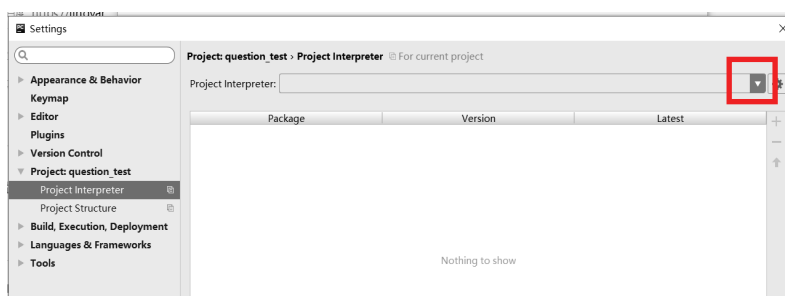 Settings
Project: question_test › Project Interpreter For current project
Appearance & Behavior
Project Interpreter:
Keymap
Editor
Package Version Latest
Plugins
Version Control
Project: question_test
Project Interpreter
Project Structure
Build, Execution, Deployment
Languages & Frameworks
Tools
Nothing to show